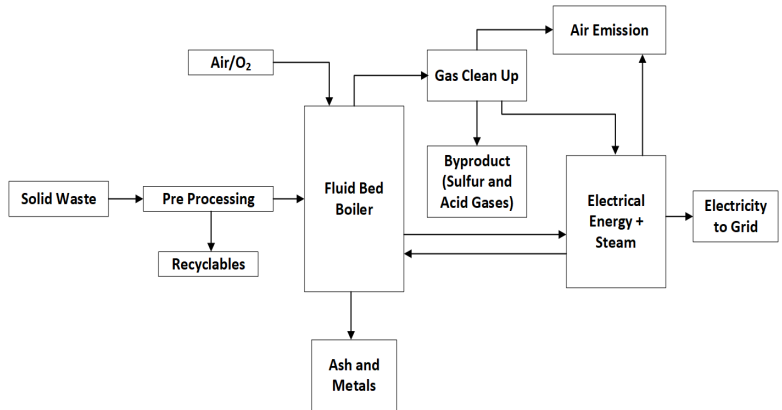 Air Emission
Air/O₂
Gas Clean Up
Byproduct
(Sulfur and
Acid Gases)
Solid Waste
Pre Processing
Fluid Bed
Boiler
Electrical
Energy +
Steam
Electricity
to Grid
Recyclables
Ash and
Metals